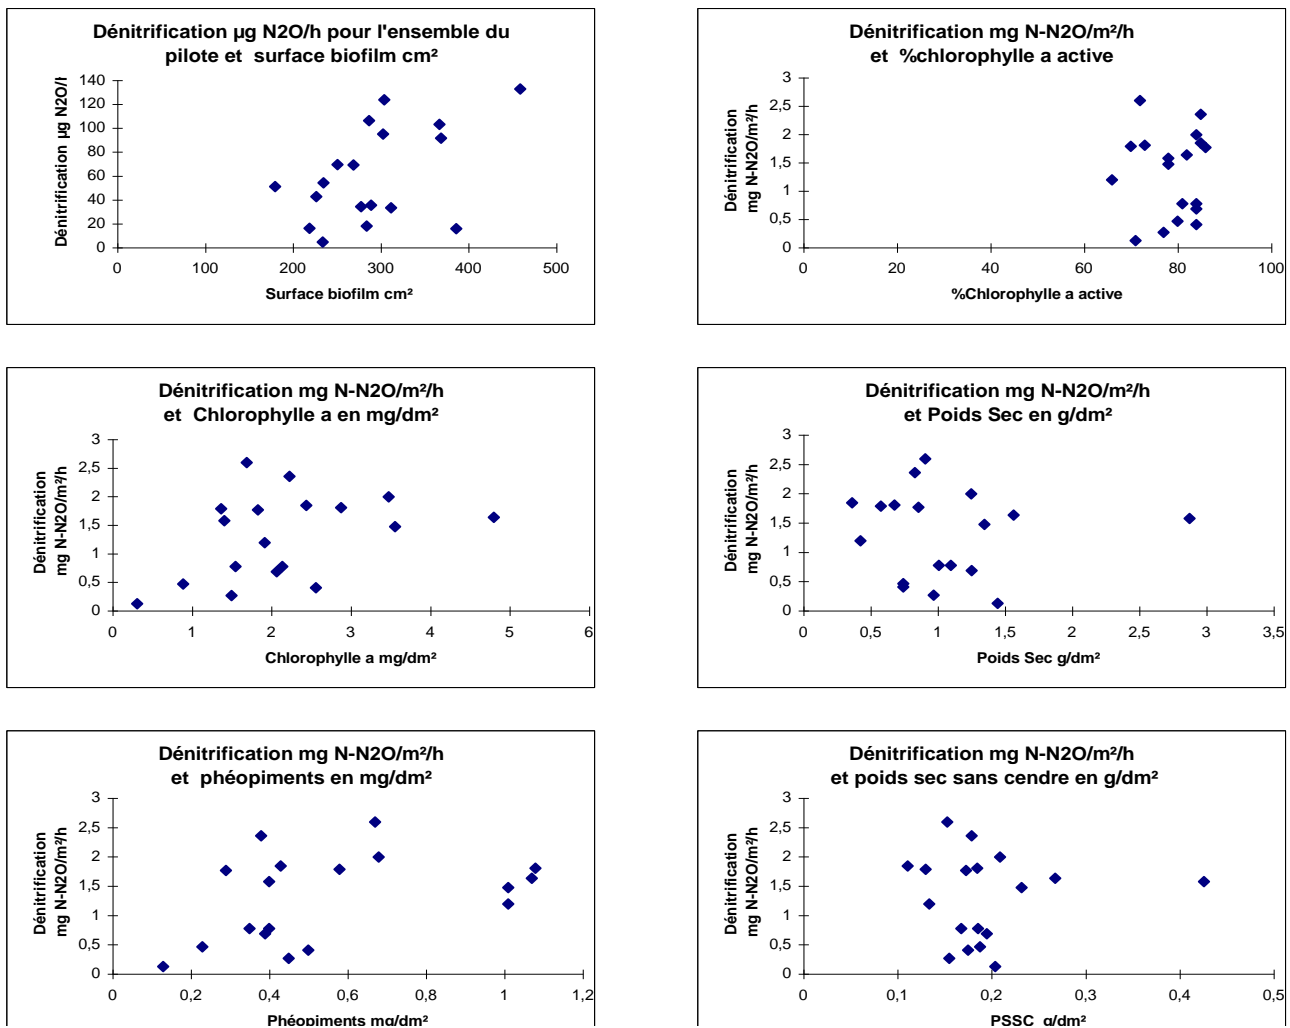 Dénitrification µg N2O/h pour l'ensemble du
pilote et surface biofilm cm²
Dénitrification µg N2O/h
140
120
100
80
60
40
20
0
0 100 200 300 400 500
Surface biofilm cm²
Dénitrification mg N-N2O/m²/h
et %chlorophylle a active
Dénitrification
mg N-N2O/m²/h
3
2,5
2
1,5
1
0,5
0
0 20 40 60 80 100
%Chlorophylle a active
Dénitrification mg N-N2O/m²/h
et Chlorophylle a en mg/dm²
Dénitrification
mg N-N2O/m²/h
3
2,5
2
1,5
1
0,5
0
0 1 2 3 4 5 6
Chlorophylle a mg/dm²
Dénitrification mg N-N2O/m²/h
et Poids Sec en g/dm²
Dénitrification
mg N-N2O/m²/h
3
2,5
2
1,5
1
0,5
0
0 0,5 1 1,5 2 2,5 3 3,5
Poids Sec g/dm²
Dénitrification mg N-N2O/m²/h
et phéopiments en mg/dm²
Dénitrification
mg N-N2O/m²/h
3
2,5
2
1,5
1
0,5
0
0 0,2 0,4 0,6 0,8 1 1,2
Phéopiments mg/dm²
Dénitrification mg N-N2O/m²/h
et poids sec sans cendre en g/dm²
Dénitrification
mg N-N2O/m²/h
3
2,5
2
1,5
1
0,5
0
0 0,1 0,2 0,3 0,4 0,5
PSSC g/dm²